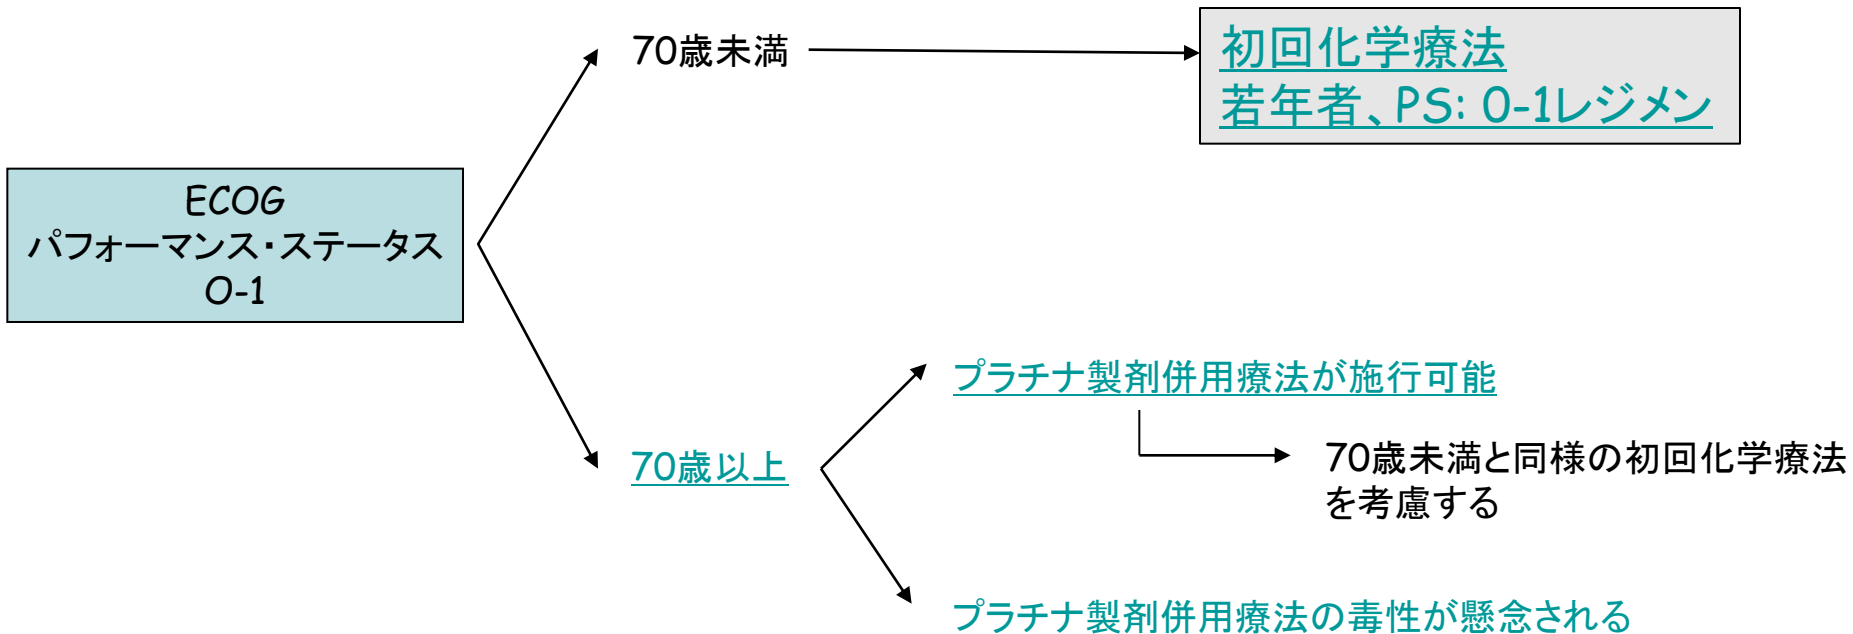 70歳未満
初回化学療法
若年者、PS: 0-1レジメン
ECOG
パフォーマンス・ステータス
0-1
プラチナ製剤併用療法が施行可能
70歳以上
70歳未満と同様の初回化学療法
を考慮する
プラチナ製剤併用療法の毒性が懸念される